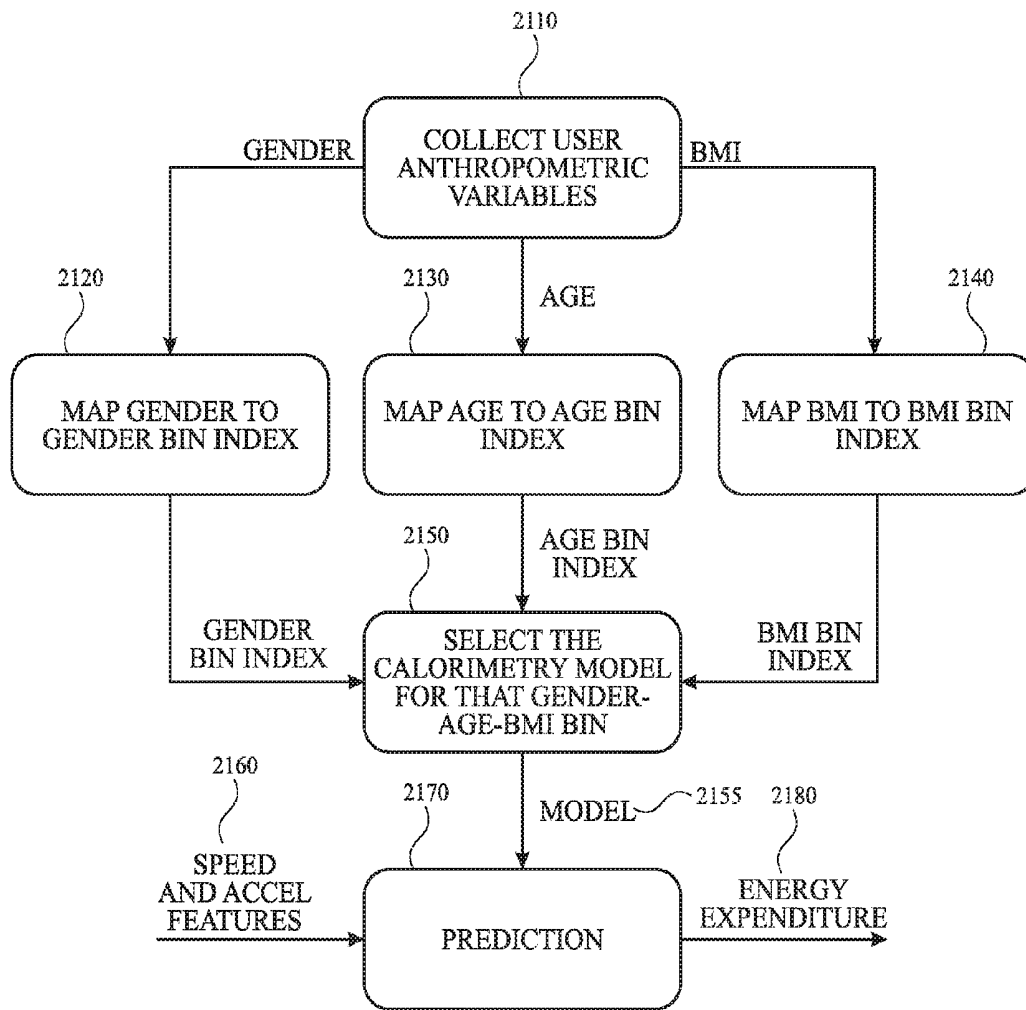 2110
COLLECT USER
ANTHROPOMETRIC
VARIABLES
GENDER
BMI
AGE
2120
2130
2140
MAP GENDER TO
GENDER BIN INDEX
MAP AGE TO AGE BIN
INDEX
MAP BMI TO BMI BIN
INDEX
AGE BIN
INDEX
2150
GENDER
BIN INDEX
BMI BIN
INDEX
SELECT THE
CALORIMETRY MODEL
FOR THAT GENDER-
AGE-BMI BIN
2160
2170
MODEL
2155
2180
SPEED
AND ACCEL
FEATURES
PREDICTION
ENERGY
EXPENDITURE